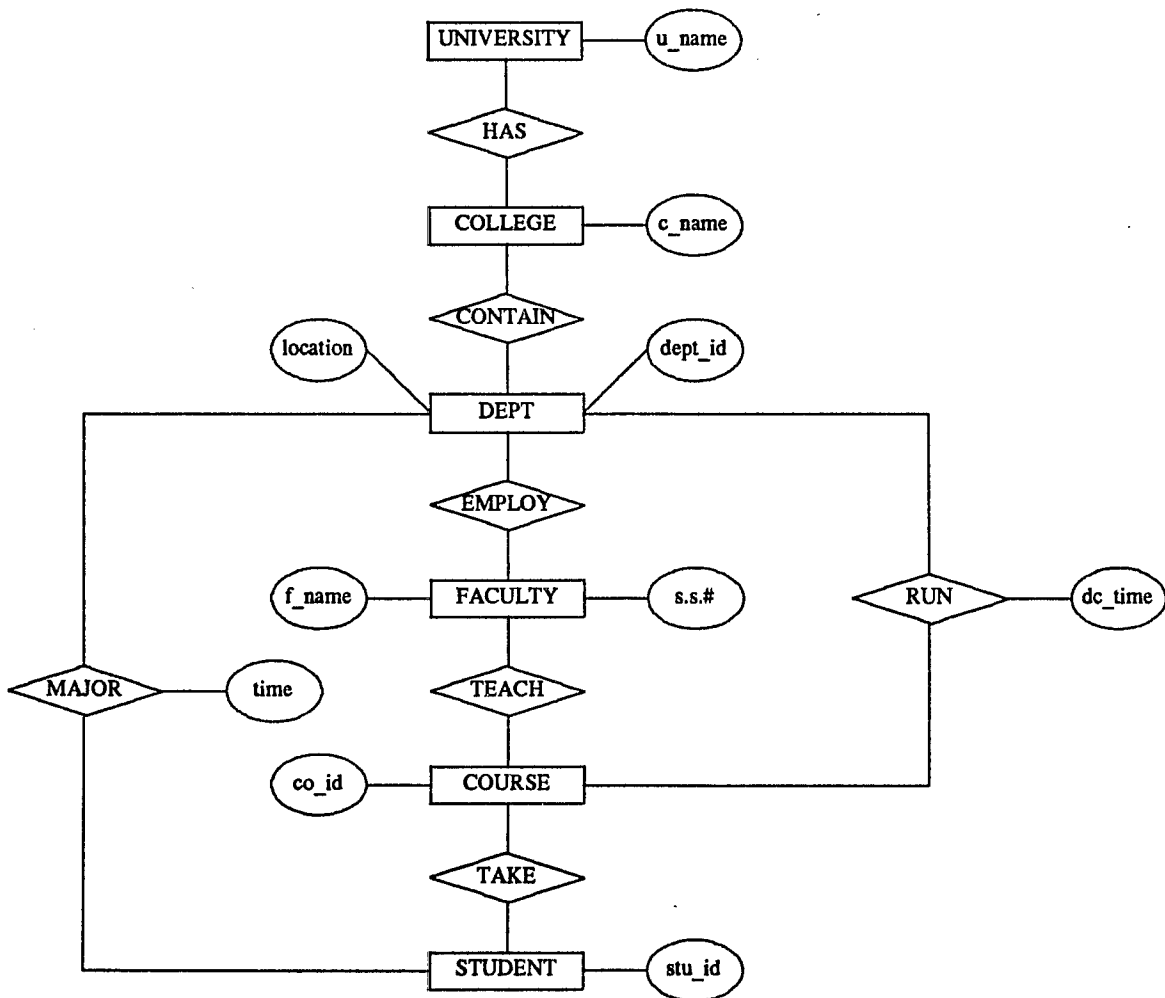 UNIVERSITY
u_name
HAS
COLLEGE
c_name
CONTAIN
location
dept_id
DEPT
EMPLOY
f_name
FACULTY
s.s.#
RUN
dc_time
MAJOR
time
TEACH
co_id
COURSE
TAKE
STUDENT
stu_id